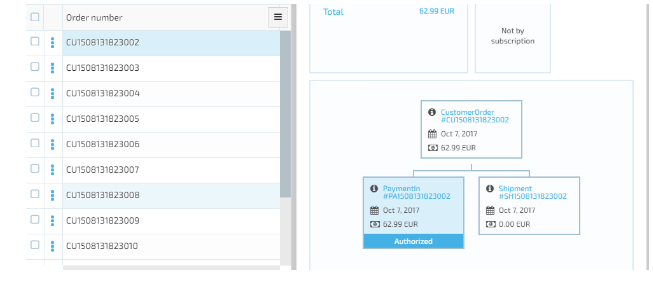 Order number
CU1508131823002
CU1508131823003
CU1508131823004
CU1508131823005
CU1508131823006
CU1508131823007
CU1508131823008
CU1508131823009
CU1508131823010
Total 62.99 EUR
Not by
subscription
CustomerOrder
#CU1508131823002
Oct 7, 2017
62.99 EUR
PaymentIn
#PA1508131823002
Oct 7, 2017
62.99 EUR
Authorized
Shipment
#SH1508131823002
Oct 7, 2017
0.00 EUR